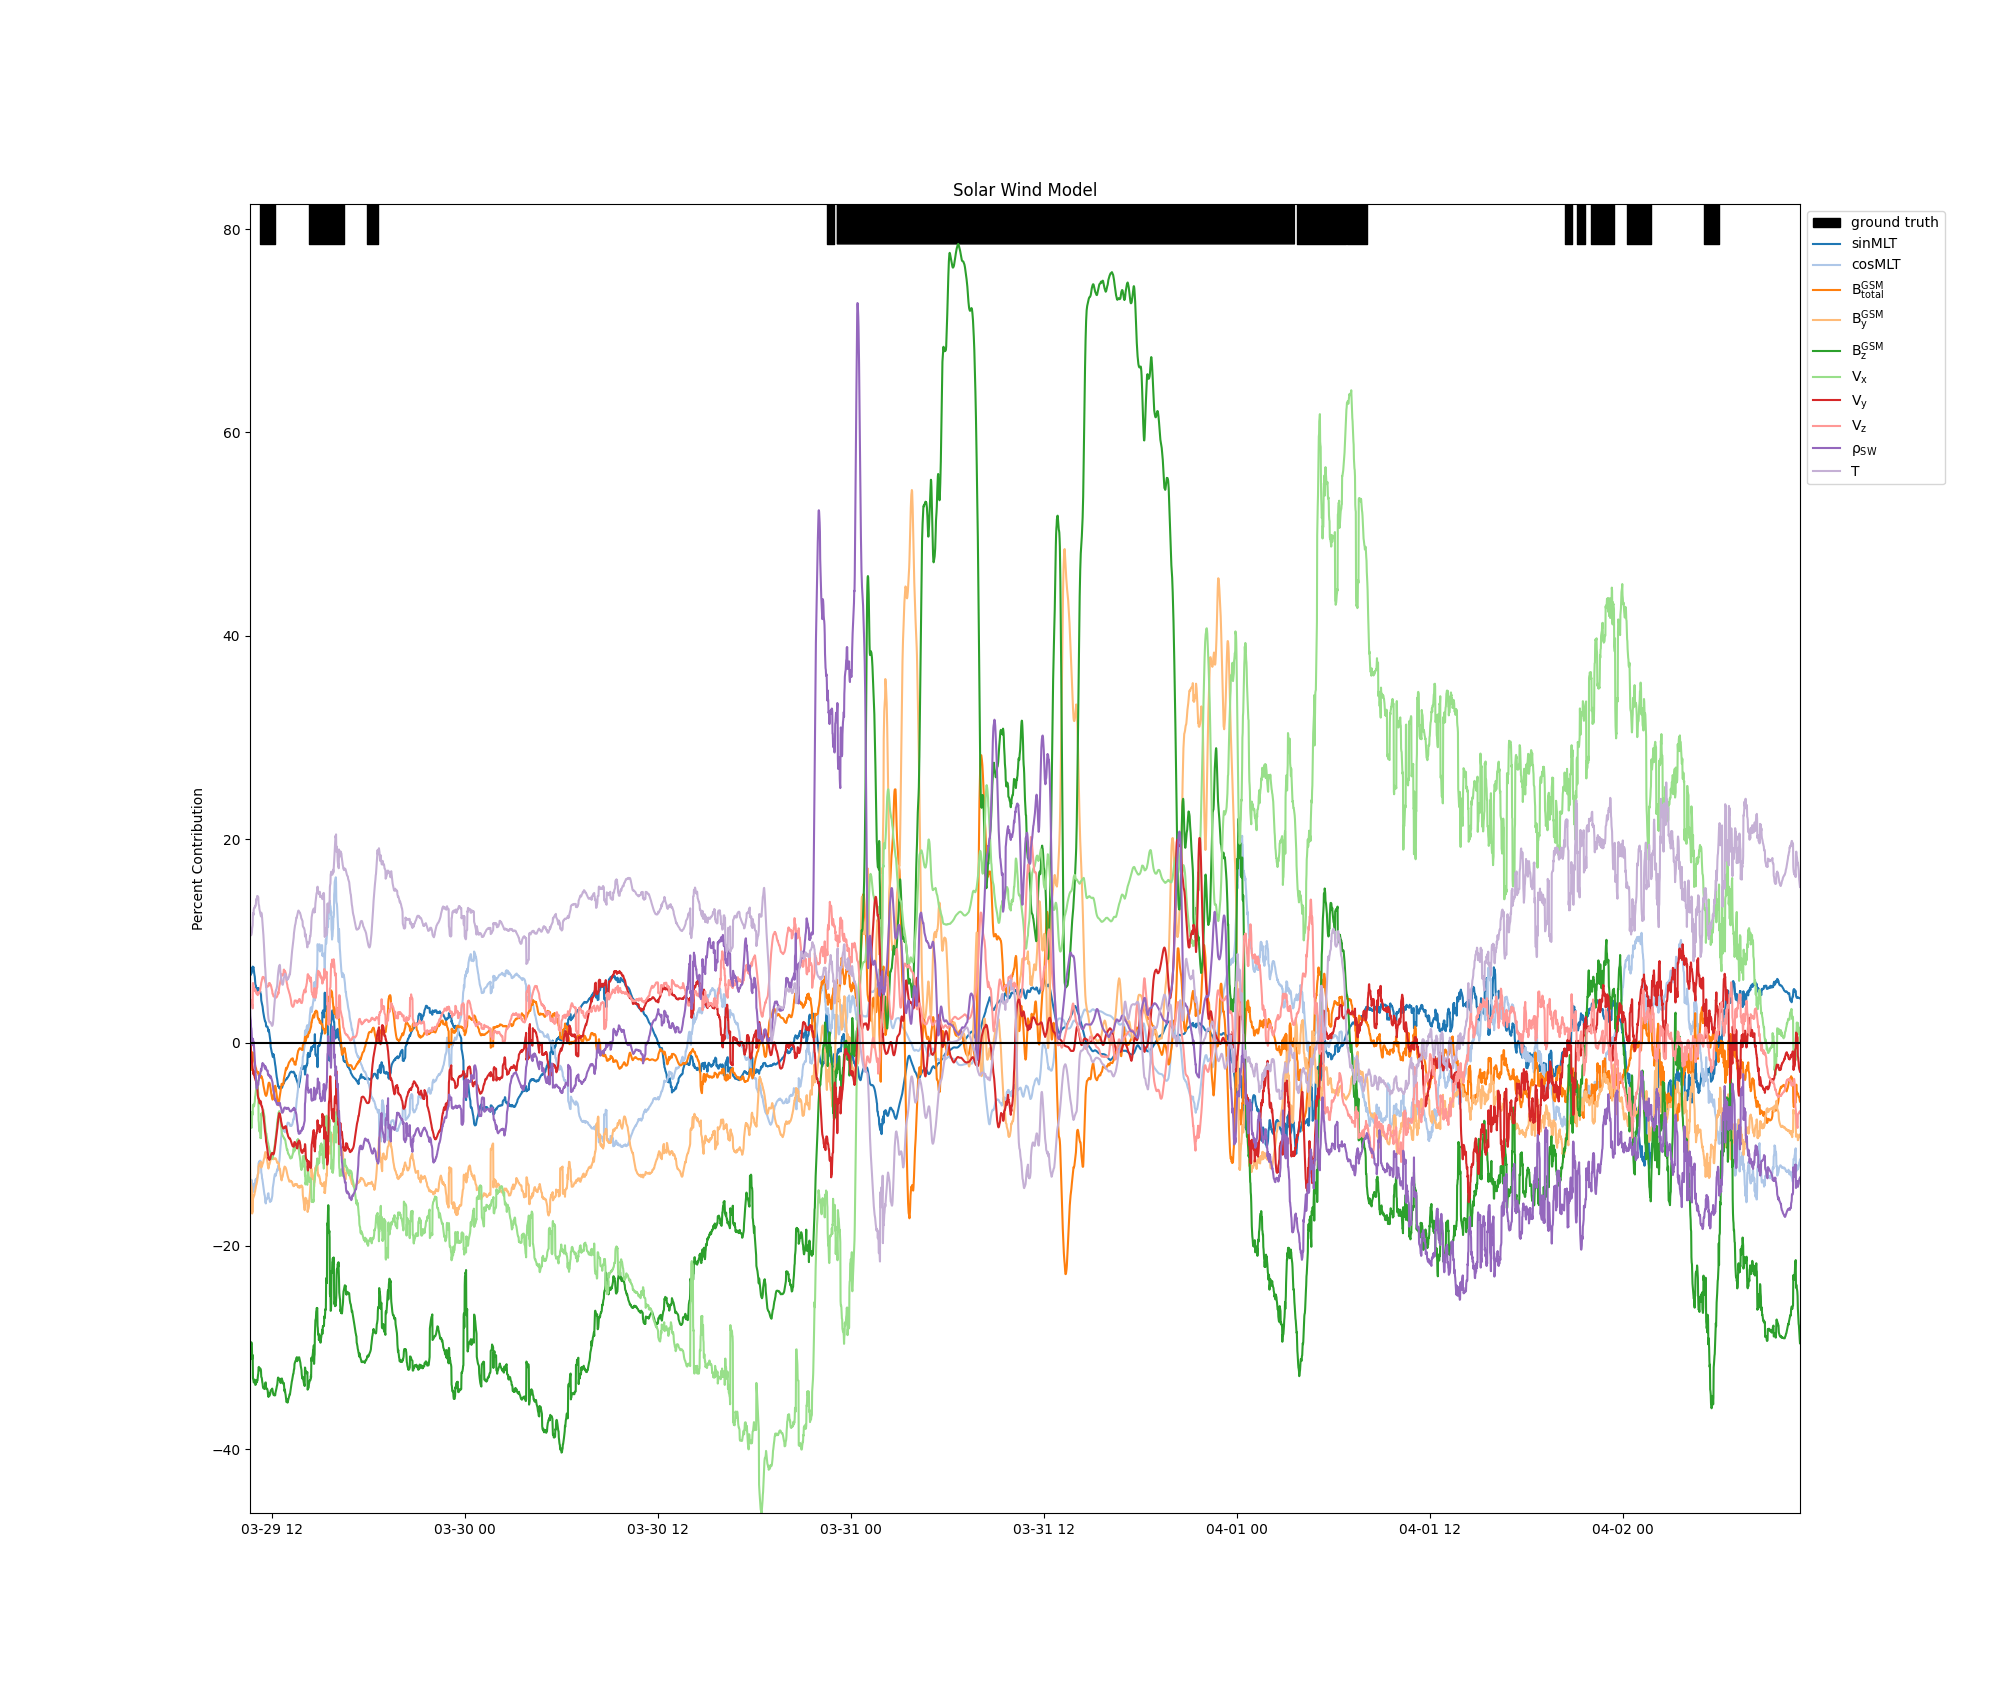 Solar Wind Model
80
60
40
20
0
−20
−40
Percent Contribution
03-29 12
03-30 00
03-30 12
03-31 00
03-31 12
04-01 00
04-01 12
04-02 00
ground truth
sinMLT
cosMLT
B_total^GSM
B_y^GSM
B_z^GSM
V_x
V_y
V_z
ρ_SW
T